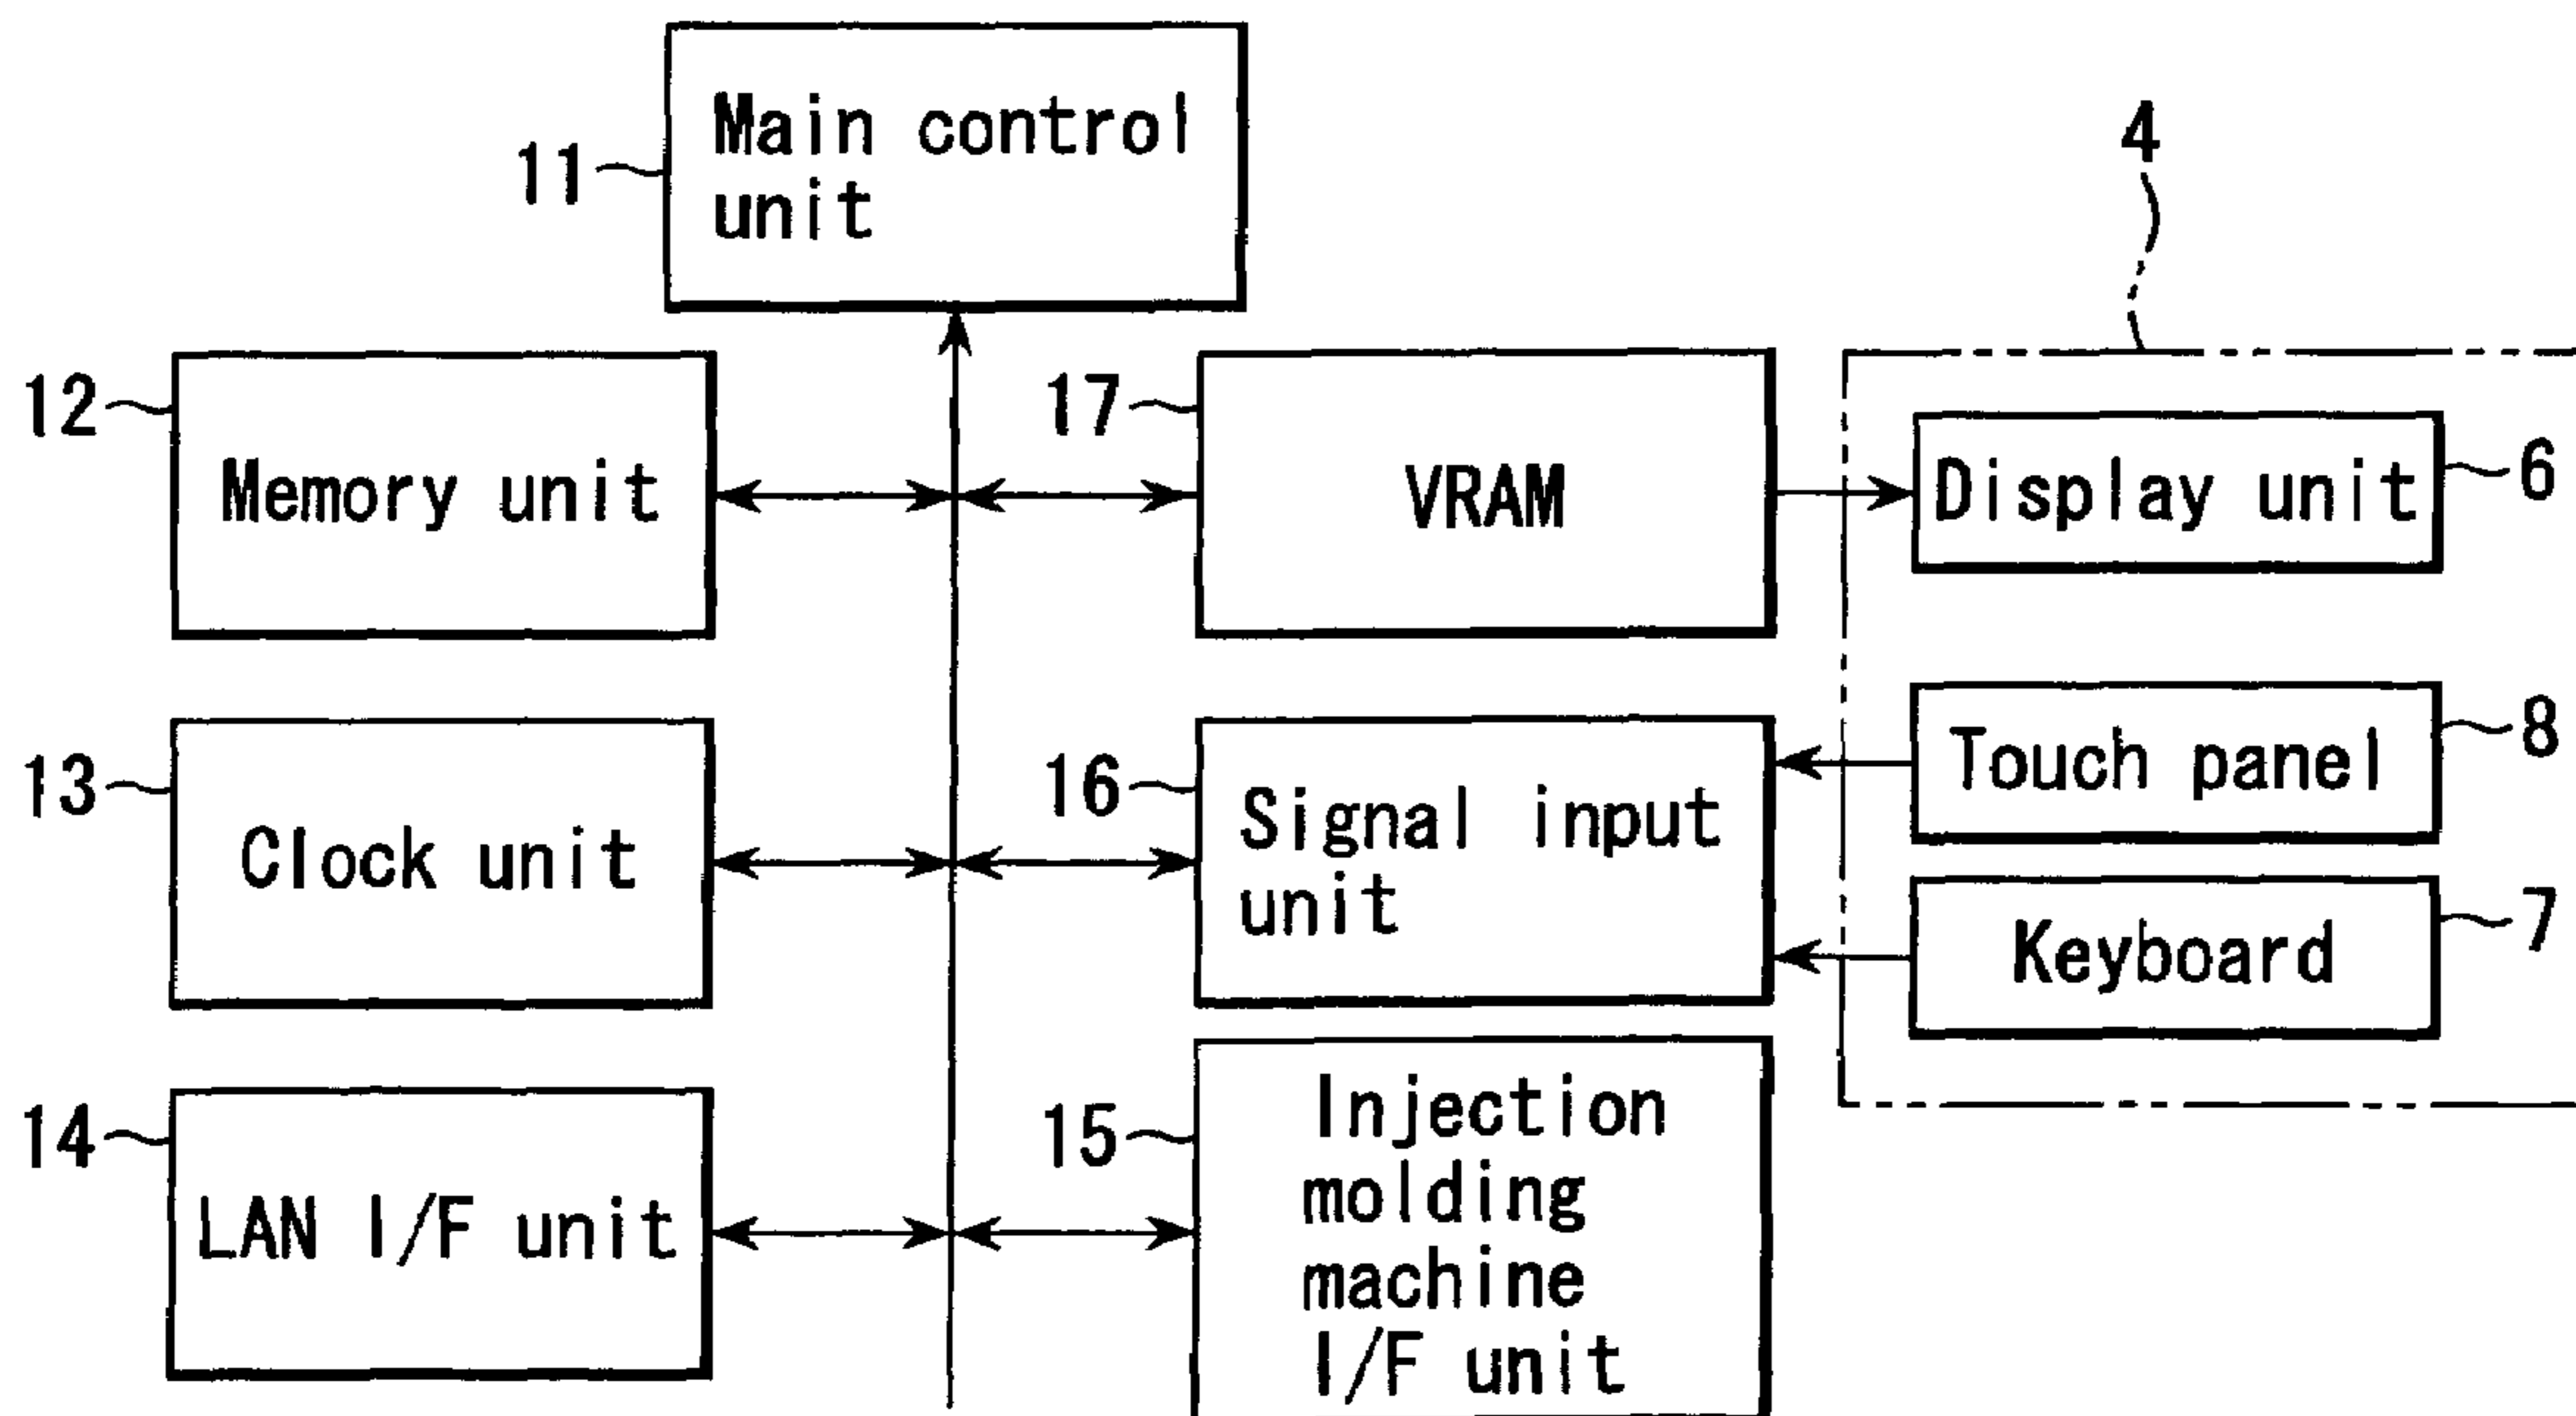 Main control
unit
11
4
12
Memory unit
17
VRAM
Display unit
6
13
Clock unit
16
Signal input
unit
Touch panel
8
Keyboard
7
14
LAN I/F unit
15
Injection
molding
machine
I/F unit